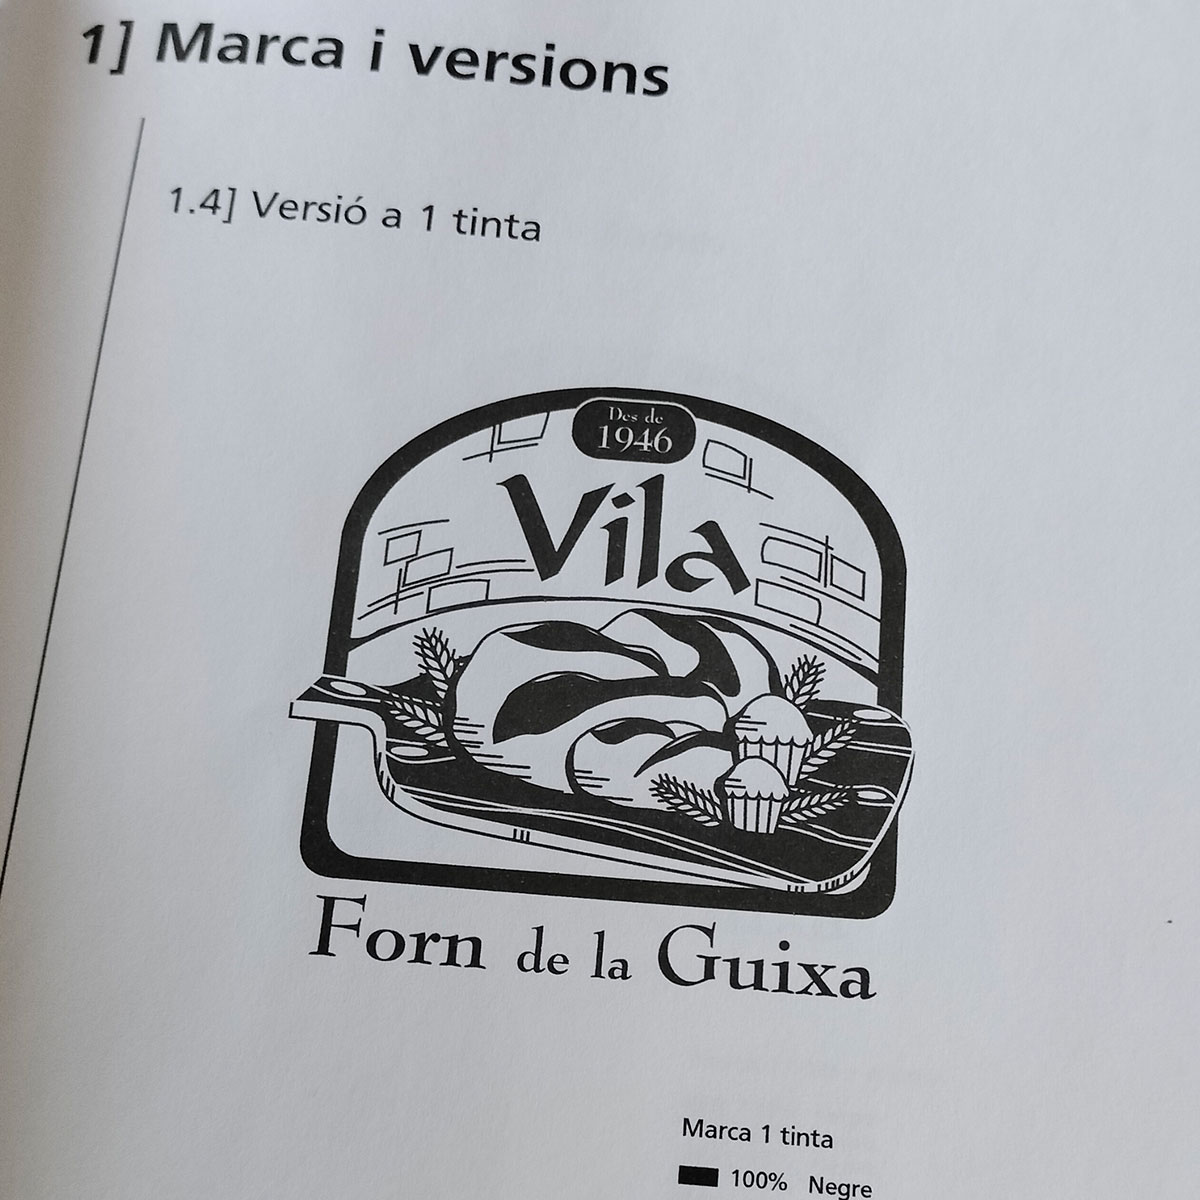 1] Marca i versions
1.4] Versió a 1 tinta
Des de
1946
Vila
Forn de la Guixa
Marca 1 tinta
100% Negre